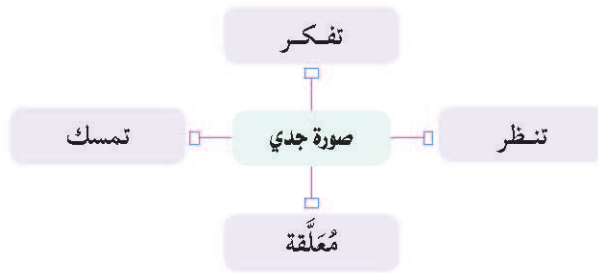 تفكر
تنظر
صورة جدي
تمسك
مُعَلَّقة